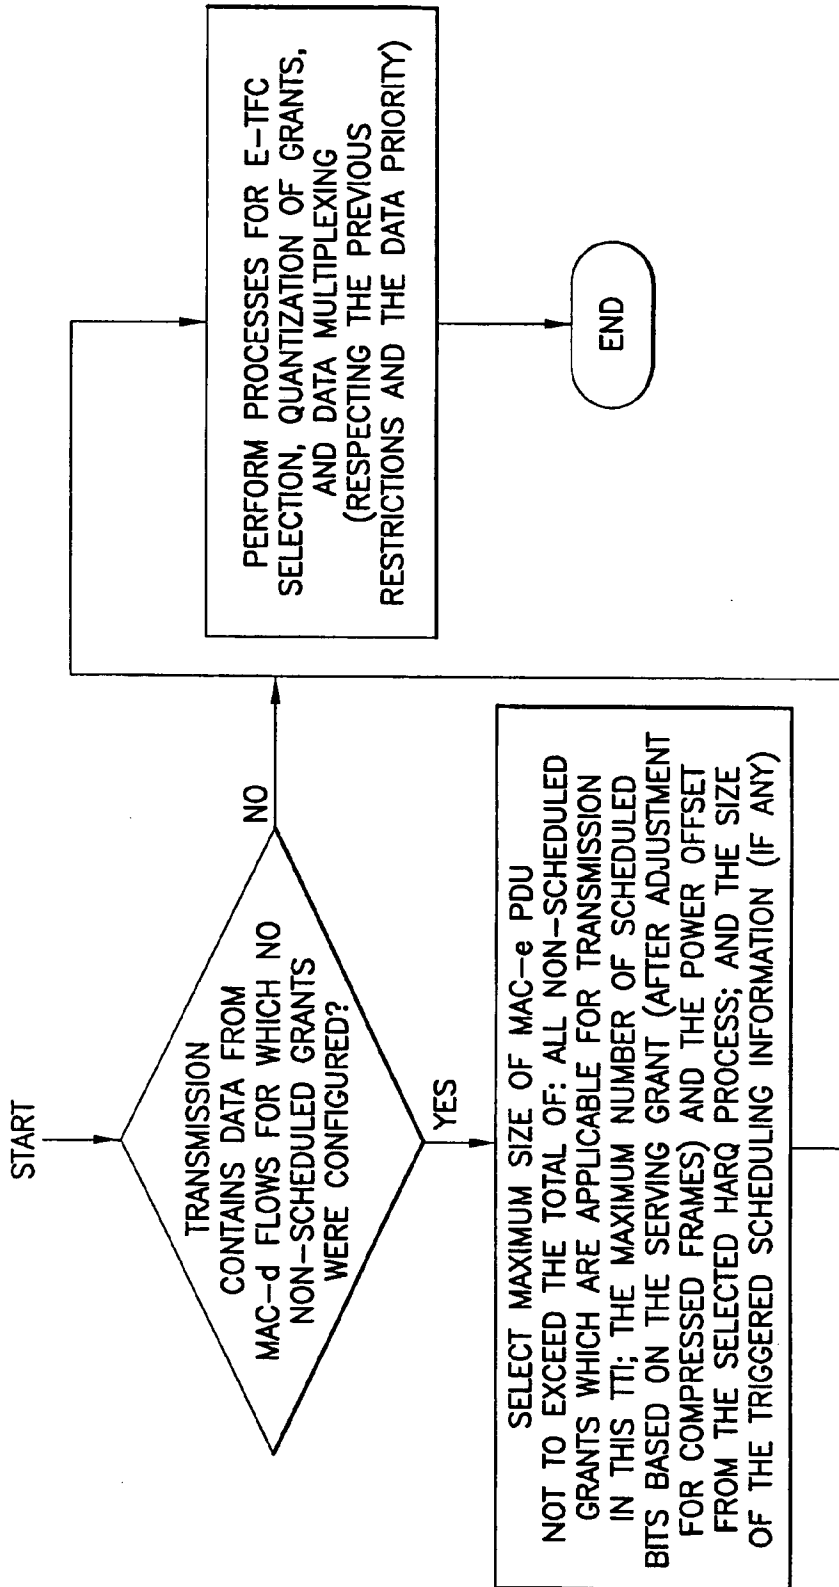 START
TRANSMISSION
CONTAINS DATA FROM
MAC-d FLOWS FOR WHICH NO
NON-SCHEDULED GRANTS
WERE CONFIGURED?
NO
YES
SELECT MAXIMUM SIZE OF MAC-e PDU
NOT TO EXCEED THE TOTAL OF: ALL NON-SCHEDULED
GRANTS WHICH ARE APPLICABLE FOR TRANSMISSION
IN THIS TTI; THE MAXIMUM NUMBER OF SCHEDULED
BITS BASED ON THE SERVING GRANT (AFTER ADJUSTMENT
FOR COMPRESSED FRAMES) AND THE POWER OFFSET
FROM THE SELECTED HARQ PROCESS; AND THE SIZE
OF THE TRIGGERED SCHEDULING INFORMATION (IF ANY)
PERFORM PROCESSES FOR E-TFC
SELECTION, QUANTIZATION OF GRANTS,
AND DATA MULTIPLEXING
(RESPECTING THE PREVIOUS
RESTRICTIONS AND THE DATA PRIORITY)
END